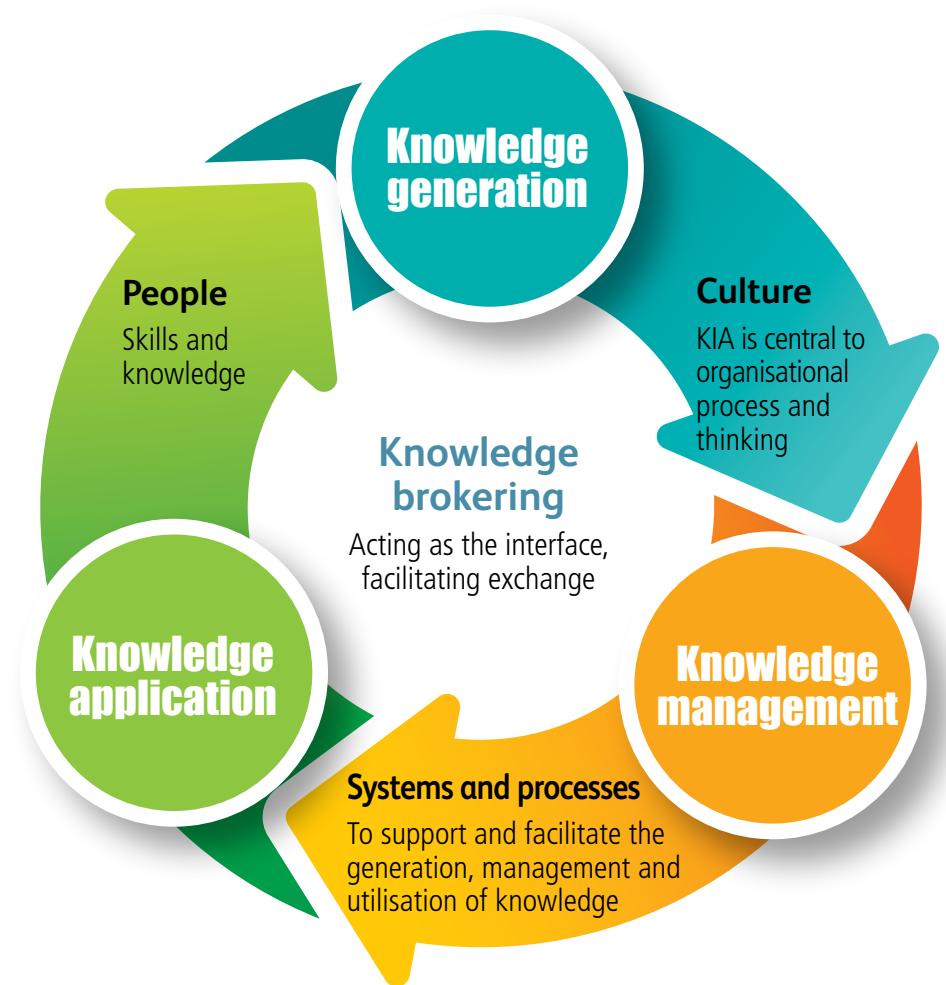 Knowledge
generation
People
Skills and
knowledge
Culture
KIA is central to
organisational
process and
thinking
Knowledge
brokering
Acting as the interface,
facilitating exchange
Knowledge
application
Knowledge
management
Systems and processes
To support and facilitate the
generation, management and
utilisation of knowledge